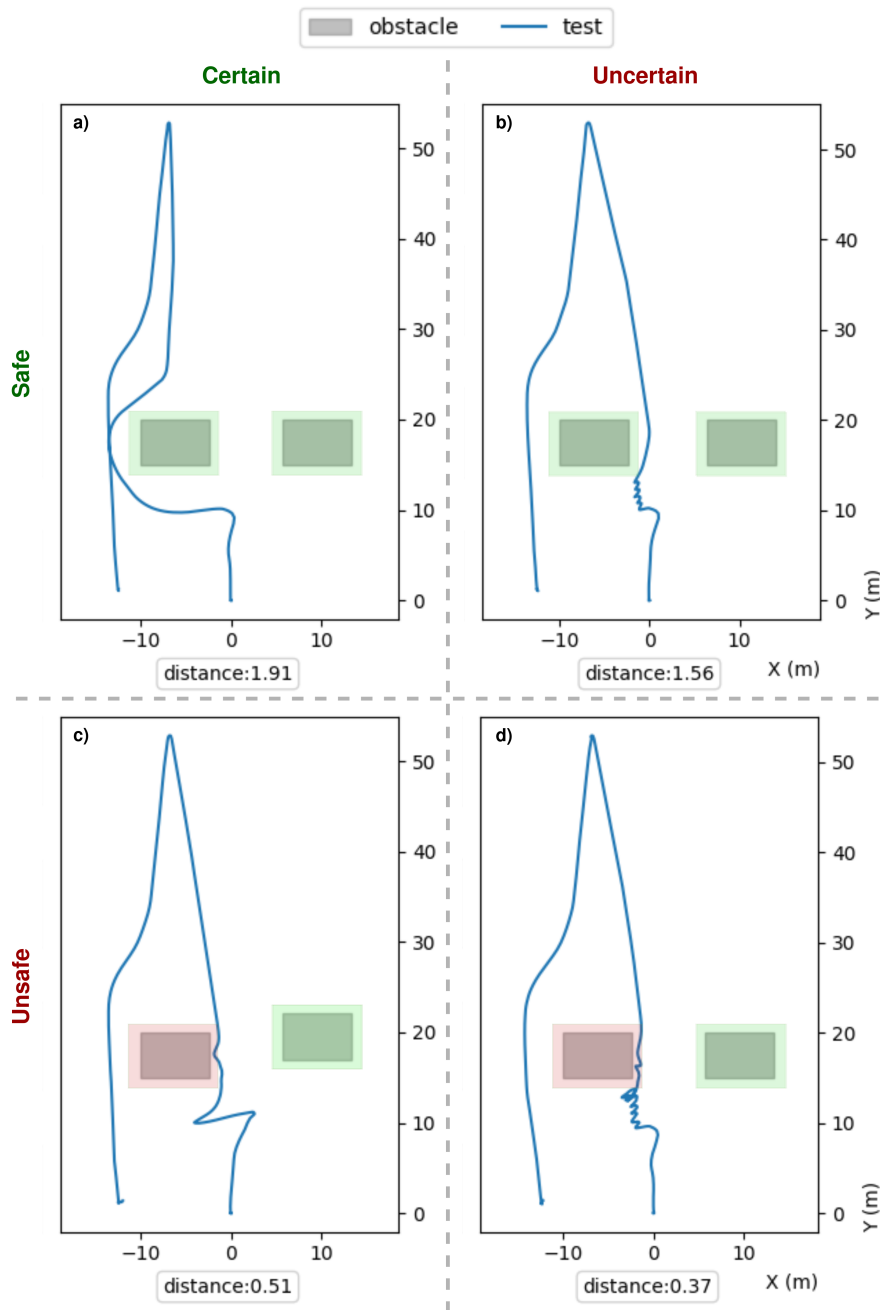 obstacle test
Certain Uncertain
Safe
a)
50
40
30
20
10
0
−10 0 10
distance:1.91
b)
50
40
30
20
10
0
Y (m)
−10 0 10
X (m)
distance:1.56
Unsafe
c)
50
40
30
20
10
0
−10 0 10
distance:0.51
d)
50
40
30
20
10
0
Y (m)
−10 0 10
X (m)
distance:0.37